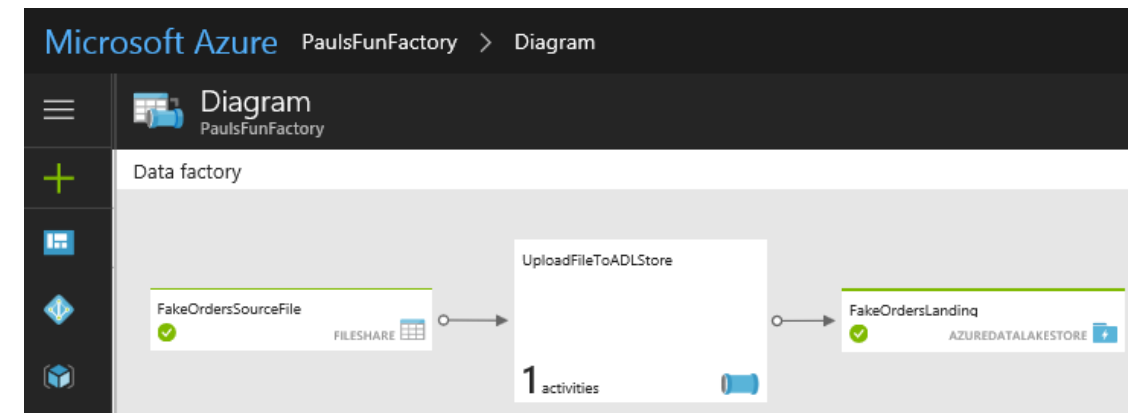 Microsoft Azure PaulsFunFactory > Diagram
Diagram
PaulsFunFactory
Data factory
FakeOrdersSourceFile
FILESHARE
UploadFileToADLStore
1 activities
FakeOrdersLanding
AZUREDATALAKESTORE